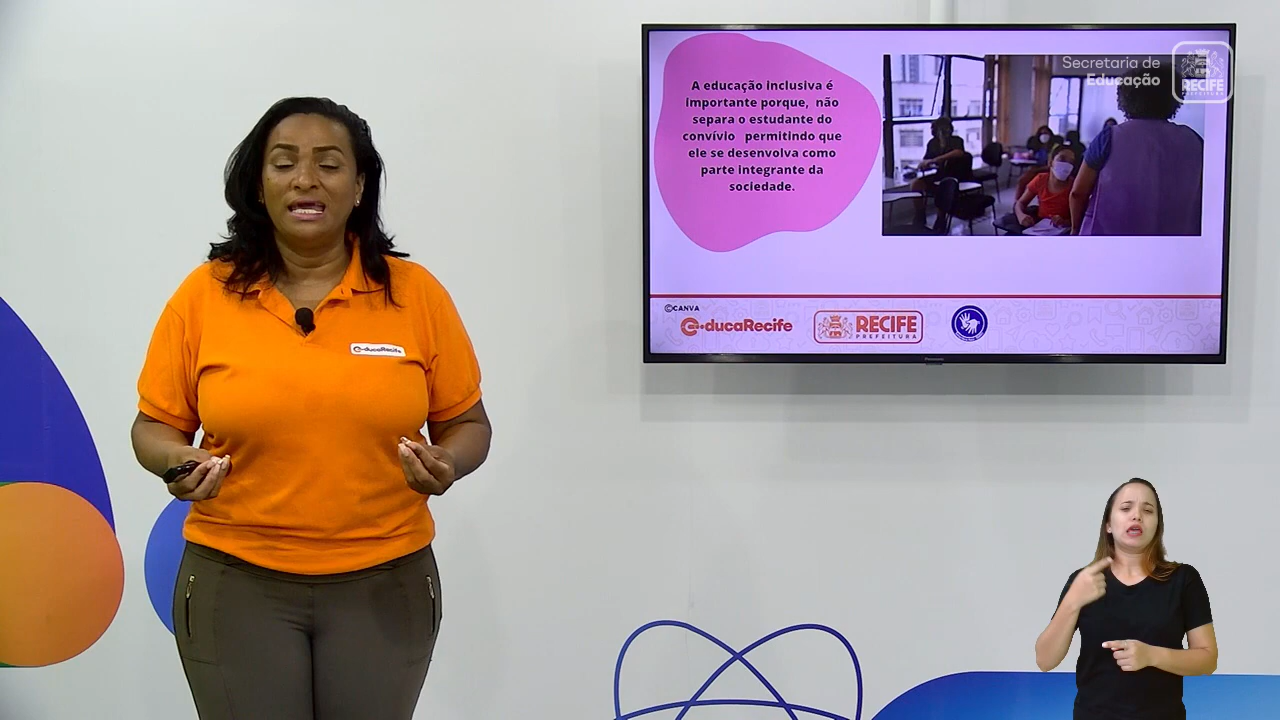 A educação inclusiva é
importante porque, não
separa o estudante do
convívio permitindo que
ele se desenvolva como
parte integrante da
sociedade.
Secretaria de
Educação
RECIFE
PREFEITURA
©CANVA
EducaRecife
RECIFE
PREFEITURA
EducaRecife